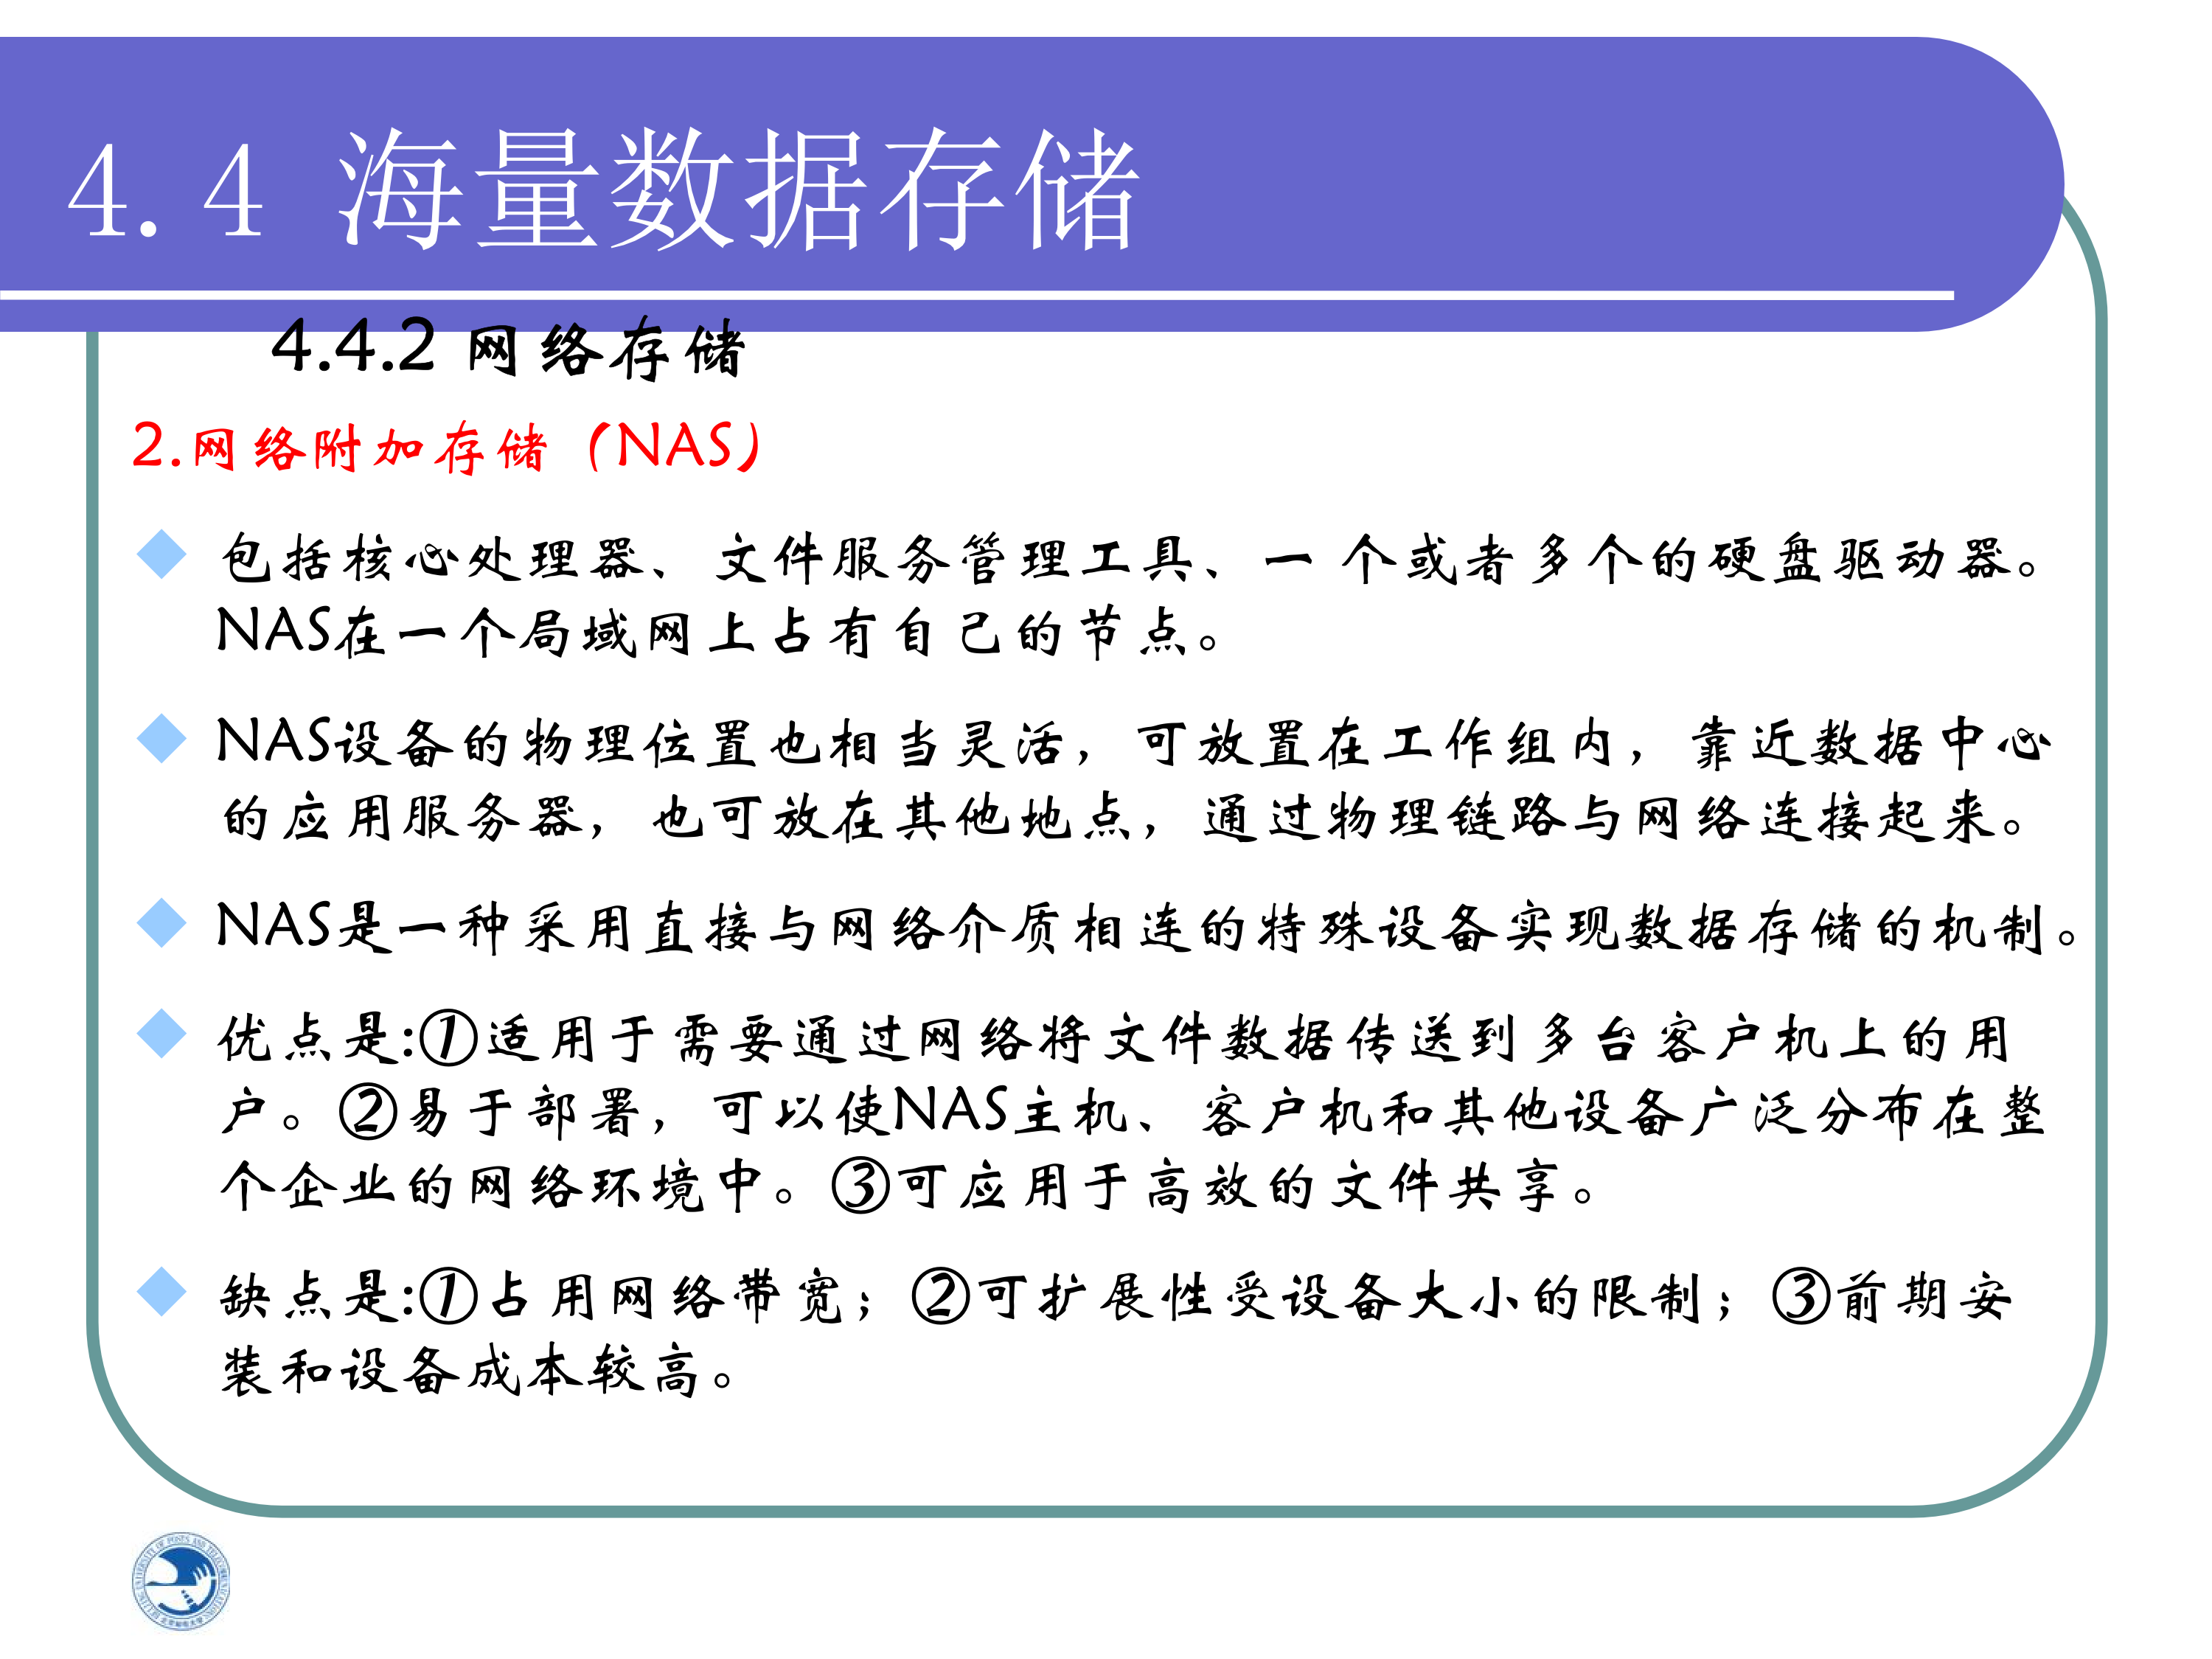 4.4 海量数据存储
4.4.2 网络存储
2.网络附加存储（NAS）
包括核心处理器、文件服务管理工具、一个或者多个的硬盘驱动器。
NAS在一个局域网上占有自己的节点。
NAS设备的物理位置也相当灵活，可放置在工作组内，靠近数据中心
的应用服务器，也可放在其他地点，通过物理链路与网络连接起来。
NAS是一种采用直接与网络介质相连的特殊设备实现数据存储的机制。
优点是:①适用于需要通过网络将文件数据传送到多台客户机上的用
户。②易于部署，可以使NAS主机、客户机和其他设备广泛分布在整
个企业的网络环境中。③可应用于高效的文件共享。
缺点是:①占用网络带宽；②可扩展性受设备大小的限制；③前期安
装和设备成本较高。